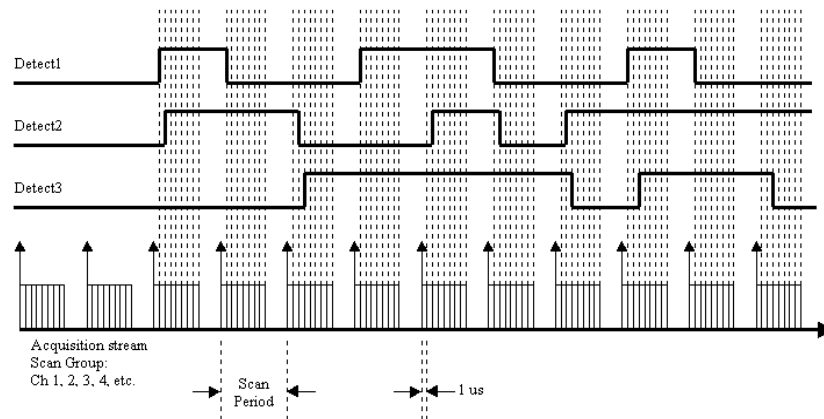 Detect1
Detect2
Detect3
Acquisition stream
Scan Group:
Ch 1, 2, 3, 4, etc.
Scan
Period
1 us